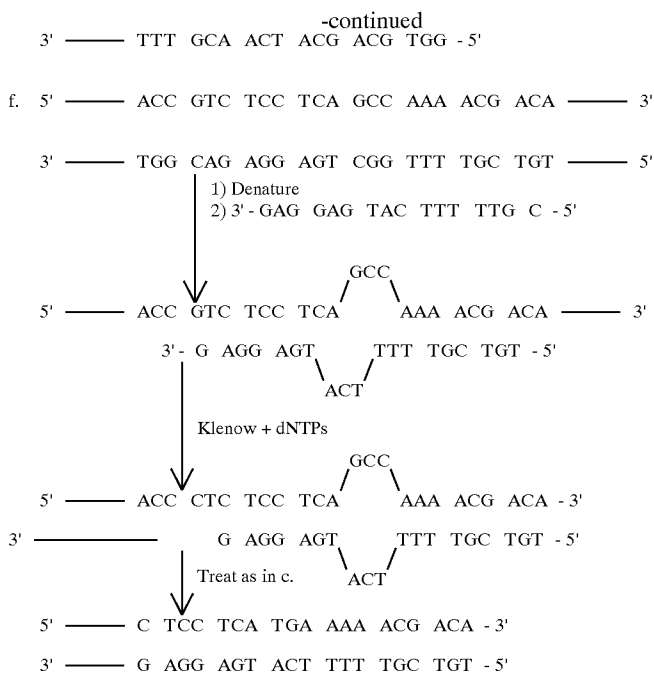 -continued
3' TTT GCA ACT ACG ACG TGG - 5'
f. 5' ACC GTC TCC TCA GCC AAA ACG ACA 3'
3' TGG CAG AGG AGT CGG TTT TGC TGT 5'
1) Denature
2) 3' - GAG GAG TAC TTT TTG C - 5'
GCC
5' ACC GTC TCC TCA AAA ACG ACA 3'
3' - G AGG AGT TTT TGC TGT - 5'
ACT
Klenow + dNTPs
GCC
5' ACC CTC TCC TCA AAA ACG ACA - 3'
3' G AGG AGT TTT TGC TGT - 5'
ACT
Treat as in c.
5' C TCC TCA TGA AAA ACG ACA - 3'
3' G AGG AGT ACT TTT TGC TGT - 5'